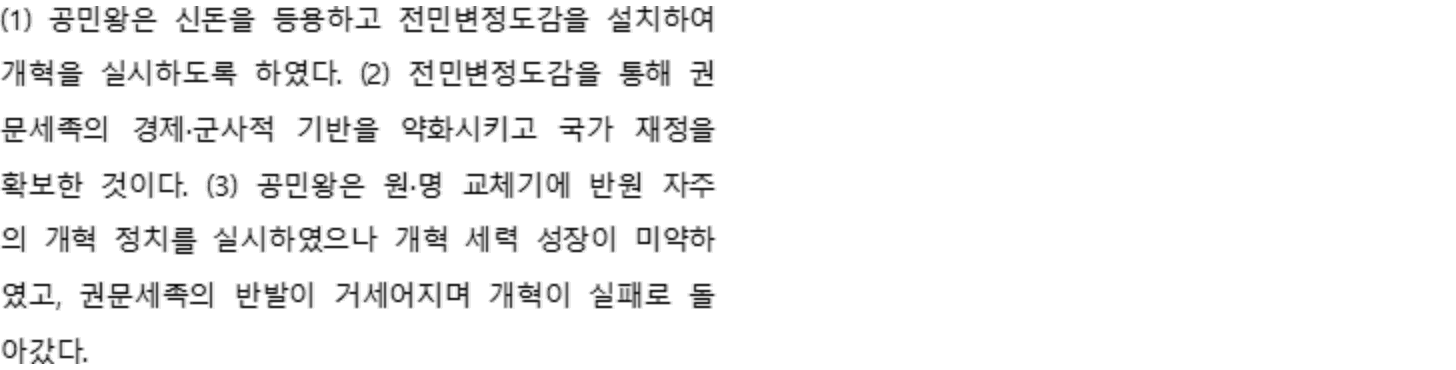 (1) 공민왕은 신돈을 등용하고 전민변정도감을 설치하여
개혁을 실시하도록 하였다. (2) 전민변정도감을 통해 권
문세족의 경제·군사적 기반을 약화시키고 국가 재정을
확보한 것이다. (3) 공민왕은 원·명 교체기에 반원 자주
의 개혁 정치를 실시하였으나 개혁 세력 성장이 미약하
였고, 권문세족의 반발이 거세어지며 개혁이 실패로 돌
아갔다.